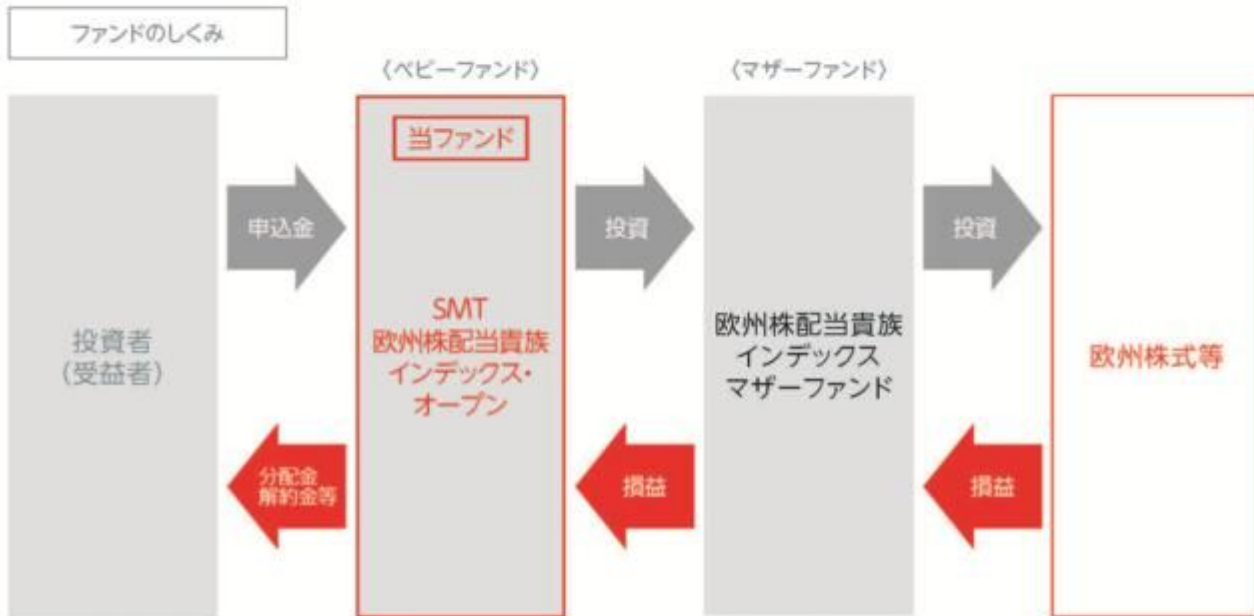 ファンドのしくみ
〈ベビーファンド〉
〈マザーファンド〉
当ファンド
申込金
投資
投資
投資者
(受益者)
SMT
欧州株配当貴族
インデックス・
オープン
欧州株配当貴族
インデックス
マザーファンド
欧州株式等
分配金
解約金等
損益
損益